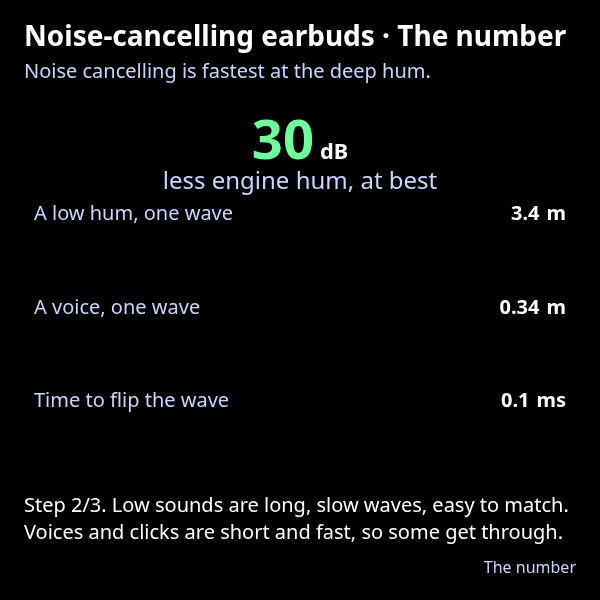 Noise-cancelling earbuds · The number
Noise cancelling is fastest at the deep hum.
30 dB
less engine hum, at best
A low hum, one wave 3.4 m
A voice, one wave 0.34 m
Time to flip the wave 0.1 ms
Step 2/3. Low sounds are long, slow waves, easy to match.
Voices and clicks are short and fast, so some get through.
The number